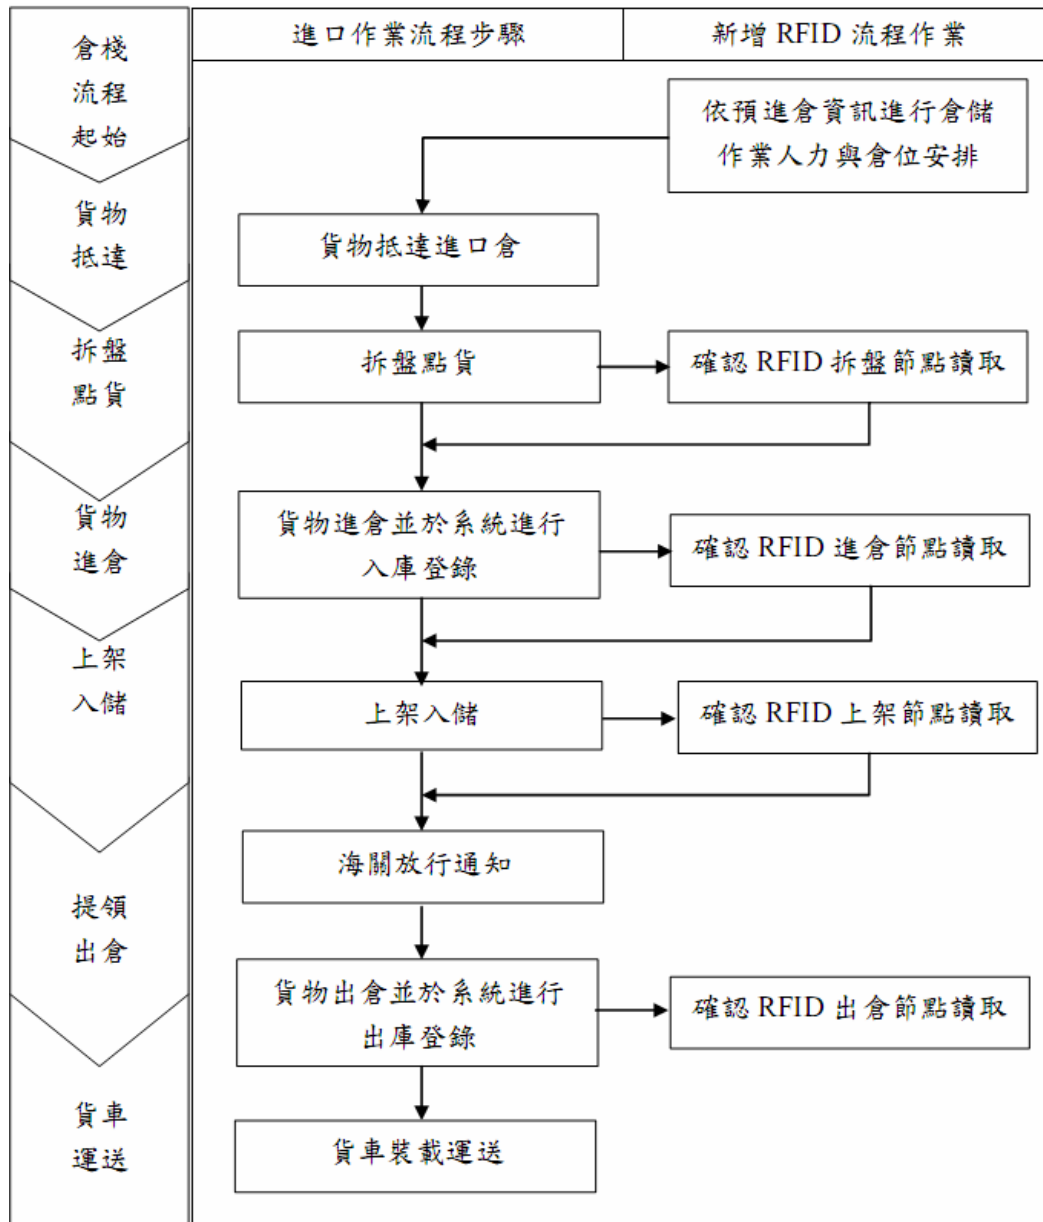 倉棧
流程
起始
進口作業流程步驟
新增 RFID 流程作業
依預進倉資訊進行倉儲
作業人力與倉位安排
貨物
抵達
貨物抵達進口倉
拆盤
點貨
拆盤點貨
確認 RFID 拆盤節點讀取
貨物
進倉
貨物進倉並於系統進行
入庫登錄
確認 RFID 進倉節點讀取
上架
入儲
上架入儲
確認 RFID 上架節點讀取
海關放行通知
提領
出倉
貨物出倉並於系統進行
出庫登錄
確認 RFID 出倉節點讀取
貨車
運送
貨車裝載運送